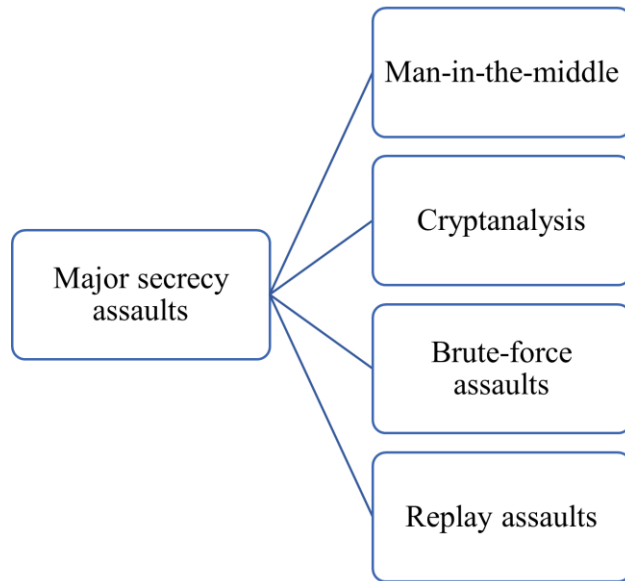 Man-in-the-middle
Cryptanalysis
Major secrecy
assaults
Brute-force
assaults
Replay assaults